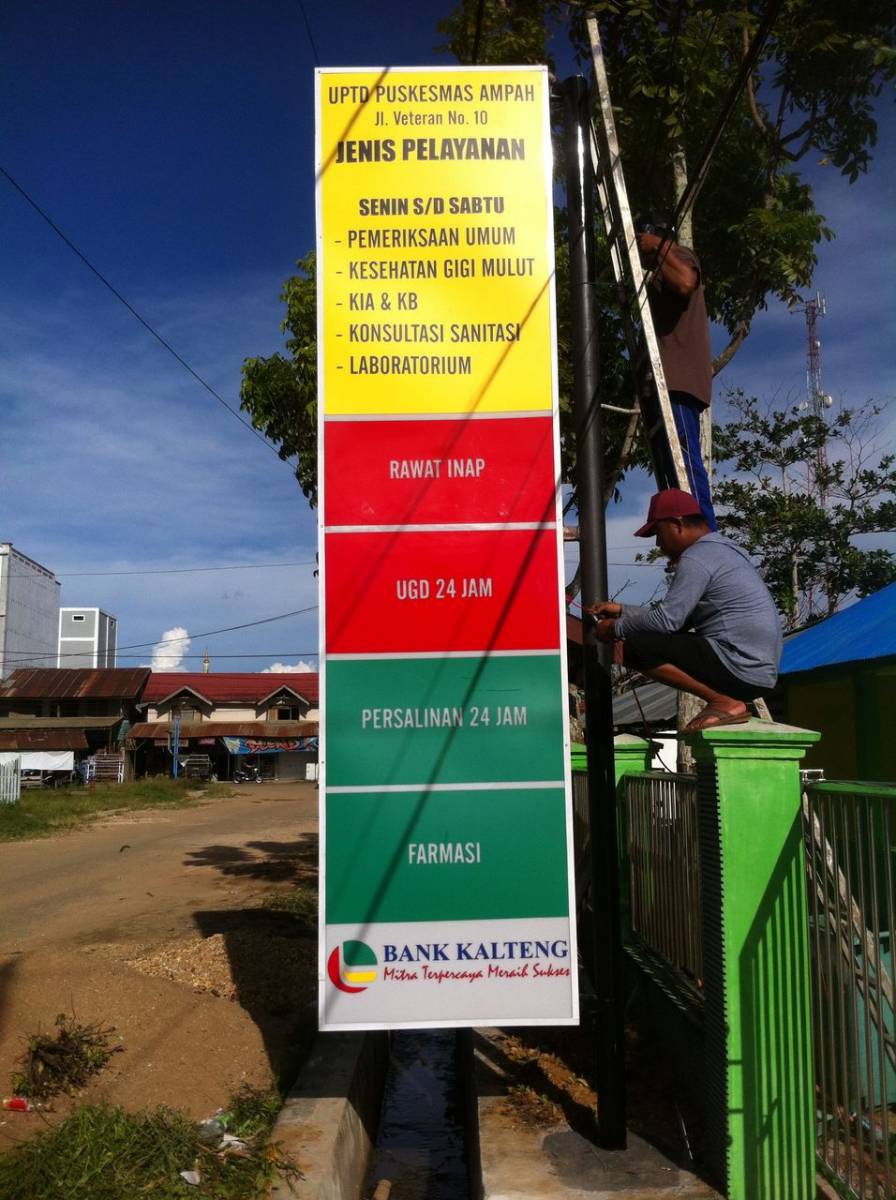 UPTD PUSKESMAS AMPAH
Jl. Veteran No. 10
JENIS PELAYANAN
SENIN S/D SABTU
- PEMERIKSAAN UMUM
- KESEHATAN GIGI MULUT
- KIA & KB
- KONSULTASI SANITASI
- LABORATORIUM
RAWAT INAP
UGD 24 JAM
PERSALINAN 24 JAM
FARMASI
BANK KALTENG
Mitra Terpercaya Meraih Sukses